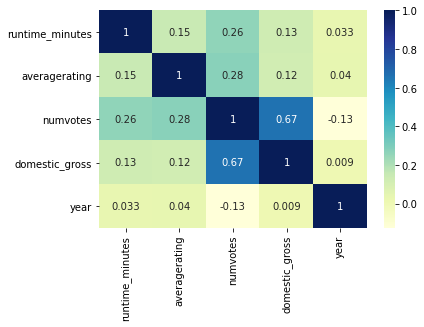 runtime_minutes 1 0.15 0.26 0.13 0.033
averagerating 0.15 1 0.28 0.12 0.04
numvotes 0.26 0.28 1 0.67 -0.13
domestic_gross 0.13 0.12 0.67 1 0.009
year 0.033 0.04 -0.13 0.009 1
runtime_minutes
averagerating
numvotes
domestic_gross
year
1.0
0.8
0.6
0.4
0.2
0.0